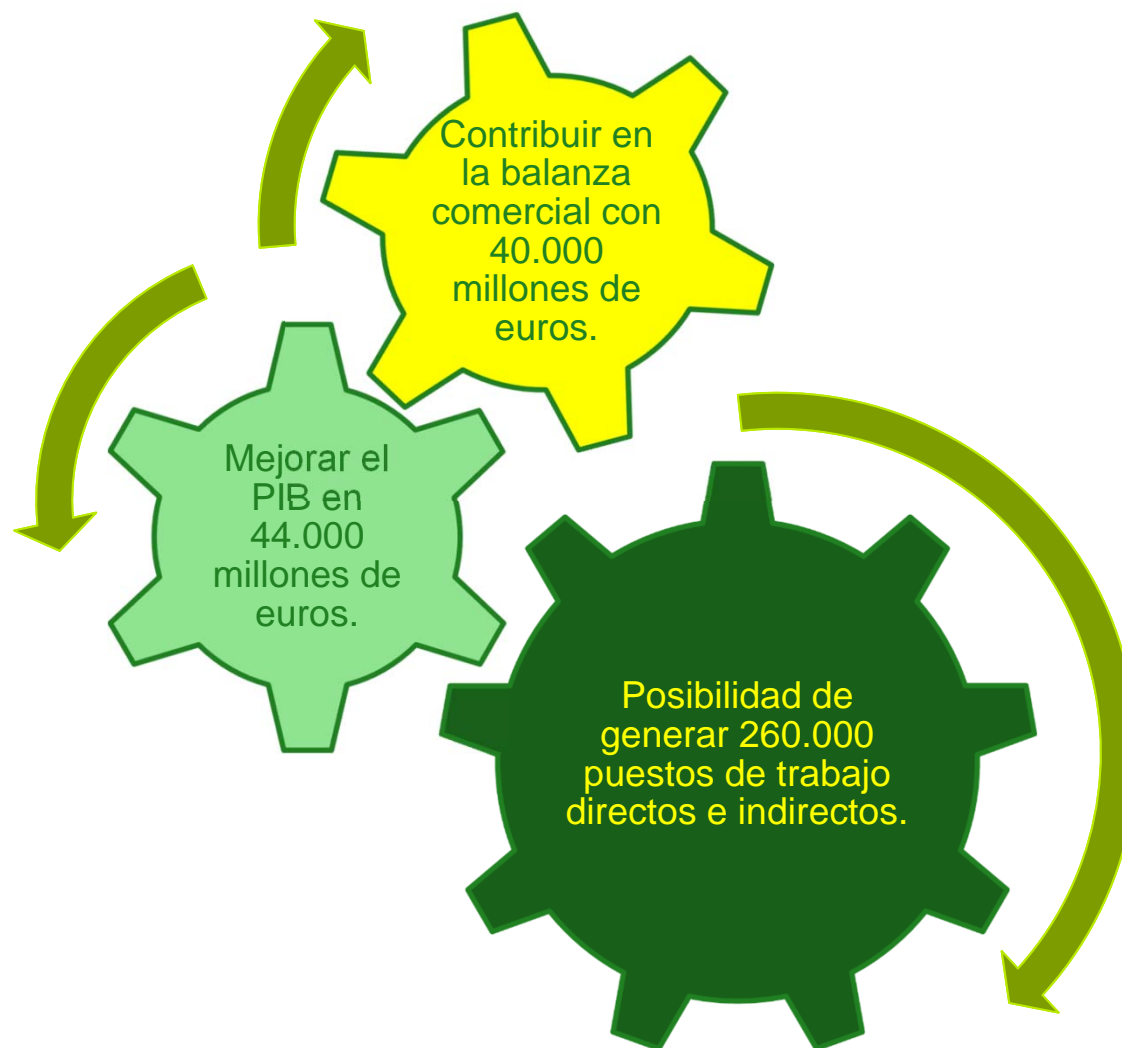 Contribuir en
la balanza
comercial con
40.000
millones de
euros.
Mejorar el
PIB en
44.000
millones de
euros.
Posibilidad de
generar 260.000
puestos de trabajo
directos e indirectos.